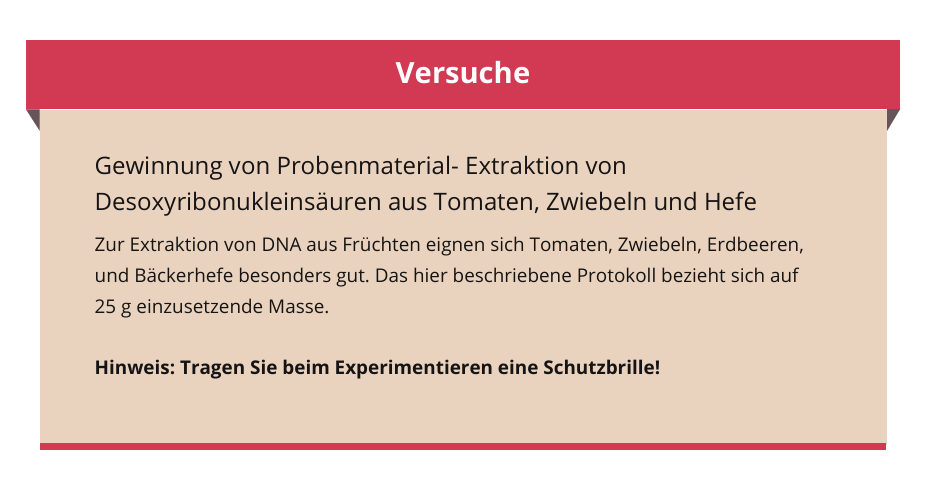 Versuche
Gewinnung von Probenmaterial- Extraktion von
Desoxyribonukleinsäuren aus Tomaten, Zwiebeln und Hefe
Zur Extraktion von DNA aus Früchten eignen sich Tomaten, Zwiebeln, Erdbeeren,
und Bäckerhefe besonders gut. Das hier beschriebene Protokoll bezieht sich auf
25 g einzusetzende Masse.
Hinweis: Tragen Sie beim Experimentieren eine Schutzbrille!